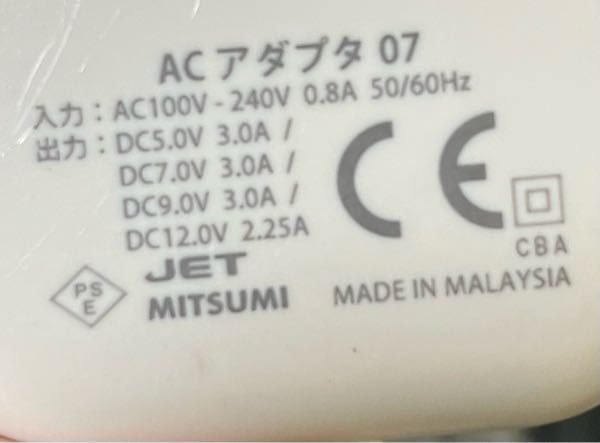 ACアダプタ 07
入力：AC100V - 240V 0.8A 50/60Hz
出力：DC5.0V 3.0A /
DC7.0V 3.0A /
DC9.0V 3.0A /
DC12.0V 2.25A
CE
CBA
PS
E
JET
MITSUMI
MADE IN MALAYSIA